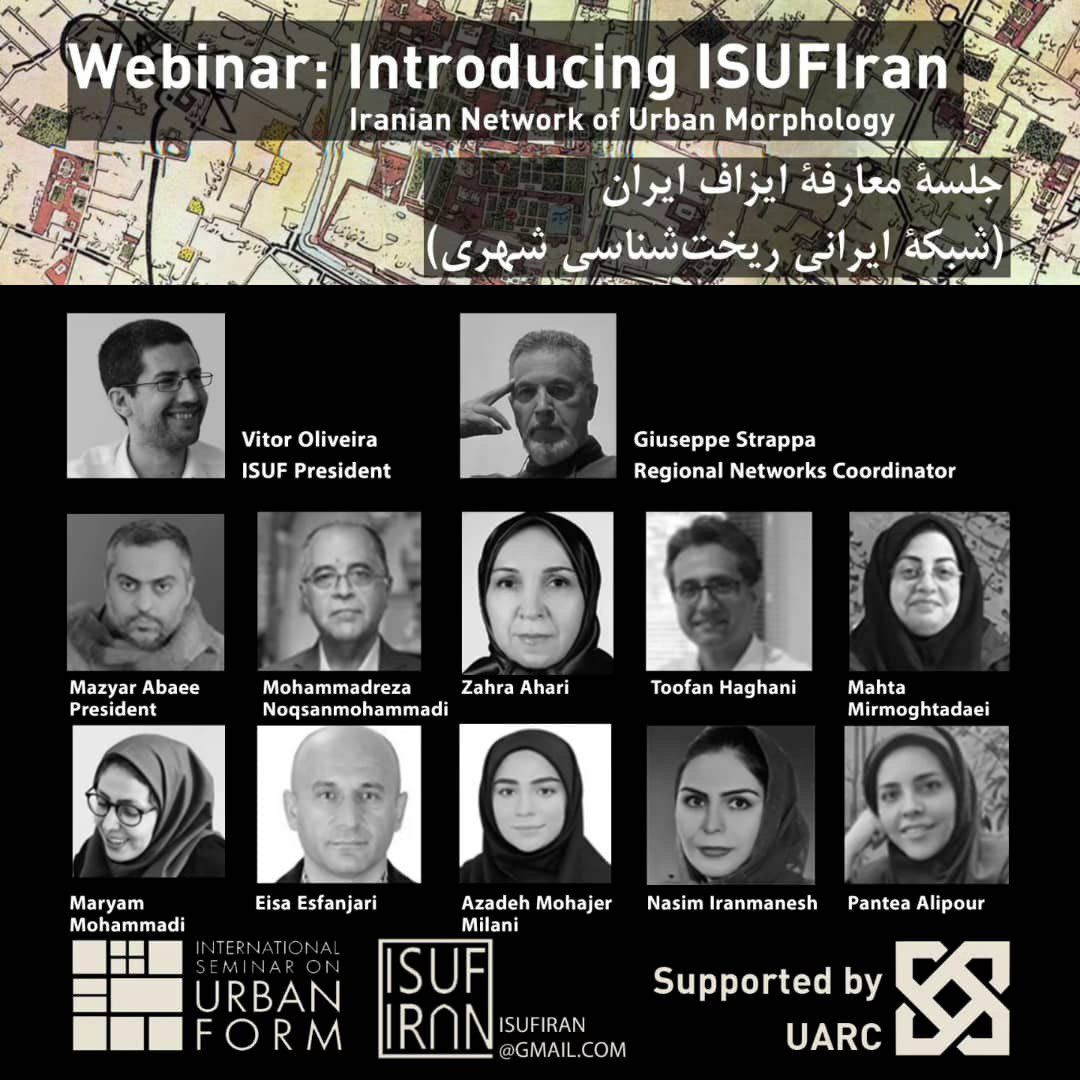 Webinar: Introducing ISUFIran
Iranian Network of Urban Morphology
جلسهٔ معارفهٔ ایزاف ایران
(شبکهٔ ایرانی ریخت‌شناسی شهری)
Vitor Oliveira
ISUF President
Giuseppe Strappa
Regional Networks Coordinator
Mazyar Abaee
President
Mohammadreza
Noqsanmohammadi
Zahra Ahari
Toofan Haghani
Mahta
Mirmoghtadaei
Maryam
Mohammadi
Eisa Esfanjari
Azadeh Mohajer
Milani
Nasim Iranmanesh
Pantea Alipour
INTERNATIONAL
SEMINAR ON
URBAN
FORM
ISUF
IRAN
ISUFIRAN
@GMAIL.COM
Supported by
UARC